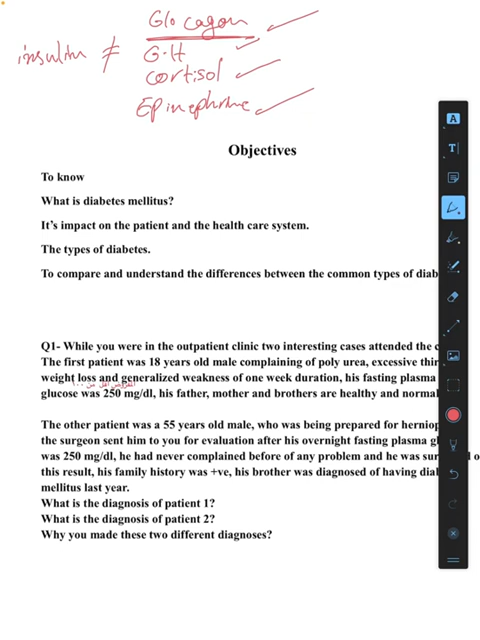 Glocagon
insulin ≠ G.H
cortisol
Epinephrine
Objectives
To know
What is diabetes mellitus?
It's impact on the patient and the health care system.
The types of diabetes.
To compare and understand the differences between the common types of diab
Q1- While you were in the outpatient clinic two interesting cases attended the c
The first patient was 18 years old male complaining of poly urea, excessive thir
weight loss and generalized weakness of one week duration, his fasting plasma
المفروض اقل من ١٠٠
glucose was 250 mg/dl, his father, mother and brothers are healthy and normal
The other patient was a 55 years old male, who was being prepared for herniop
the surgeon sent him to you for evaluation after his overnight fasting plasma g
was 250 mg/dl, he had never complained before of any problem and he was sur d o
this result, his family history was +ve, his brother was diagnosed of having dial
mellitus last year.
What is the diagnosis of patient 1?
What is the diagnosis of patient 2?
Why you made these two different diagnoses?
A
T